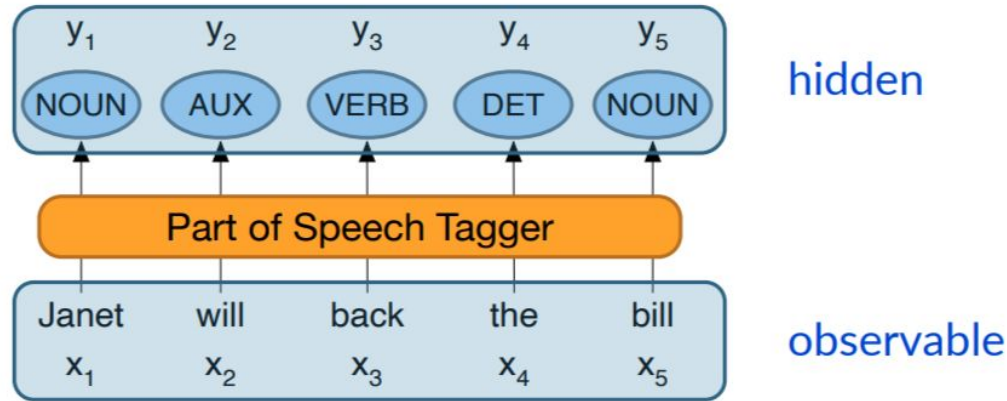 y₁ y₂ y₃ y₄ y₅
hidden
NOUN AUX VERB DET NOUN
Part of Speech Tagger
Janet will back the bill
observable
x₁ x₂ x₃ x₄ x₅